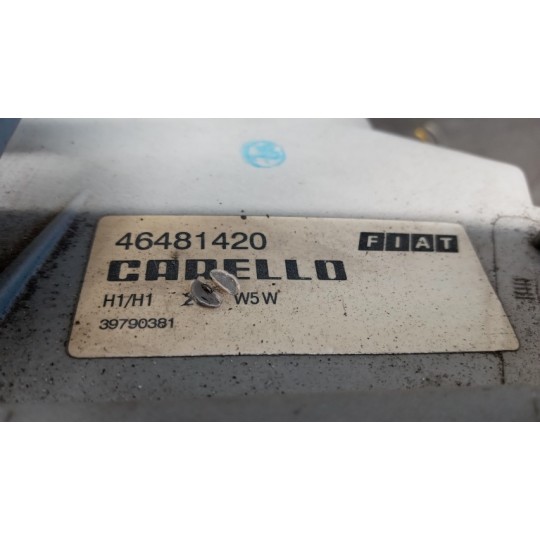 46481420 FIAT
CARELLO
H1/H1 W5W
39790381